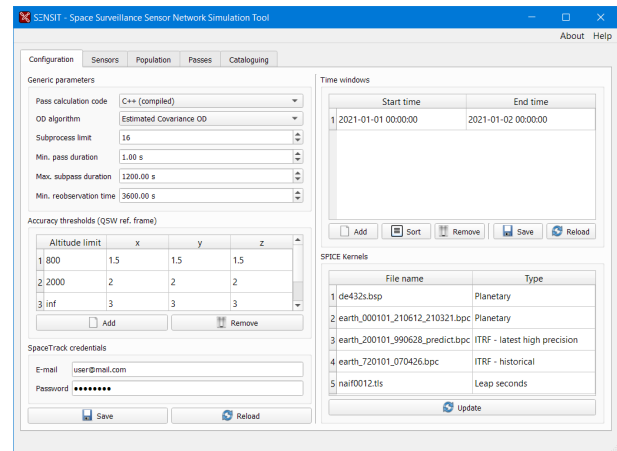 SENSIT - Space Surveillance Sensor Network Simulation Tool
About Help
Configuration Sensors Population Passes Cataloguing
Generic parameters
Pass calculation code C++ (compiled)
OD algorithm Estimated Covariance OD
Subprocess limit 16
Min. pass duration 1.00 s
Max. subpass duration 1200.00 s
Min. reobservation time 3600.00 s
Accuracy thresholds (QSW ref. frame)
Altitude limit x y z
1 800 1.5 1.5 1.5
2 2000 2 2 2
3 inf 3 3 3
Add Remove
SpaceTrack credentials
E-mail user@mail.com
Password ●●●●●●●●
Save Reload
Time windows
Start time End time
1 2021-01-01 00:00:00 2021-01-02 00:00:00
Add Sort Remove Save Reload
SPICE Kernels
File name Type
1 de432s.bsp Planetary
2 earth_000101_210612_210321.bpc Planetary
3 earth_200101_990628_predict.bpc ITRF - latest high precision
4 earth_720101_070426.bpc ITRF - historical
5 naif0012.tls Leap seconds
Update